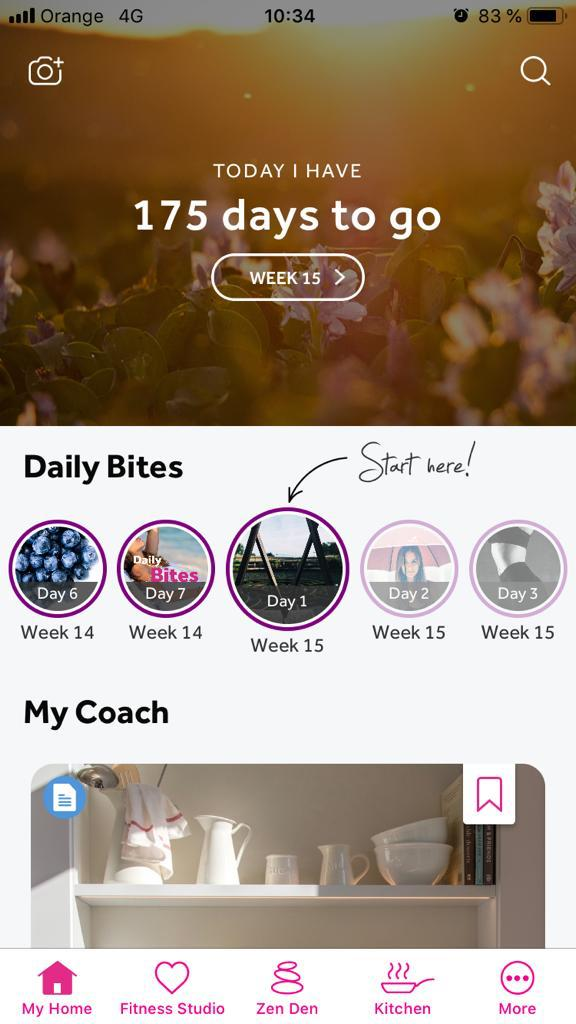 Orange 4G 10:34 83 %
TODAY I HAVE
175 days to go
WEEK 15
Daily Bites
Start here!
Daily
Bites
Day 6
Day 7
Day 1
Day 2
Day 3
Week 14
Week 14
Week 15
Week 15
Week 15
My Coach
My Home
Fitness Studio
Zen Den
Kitchen
More